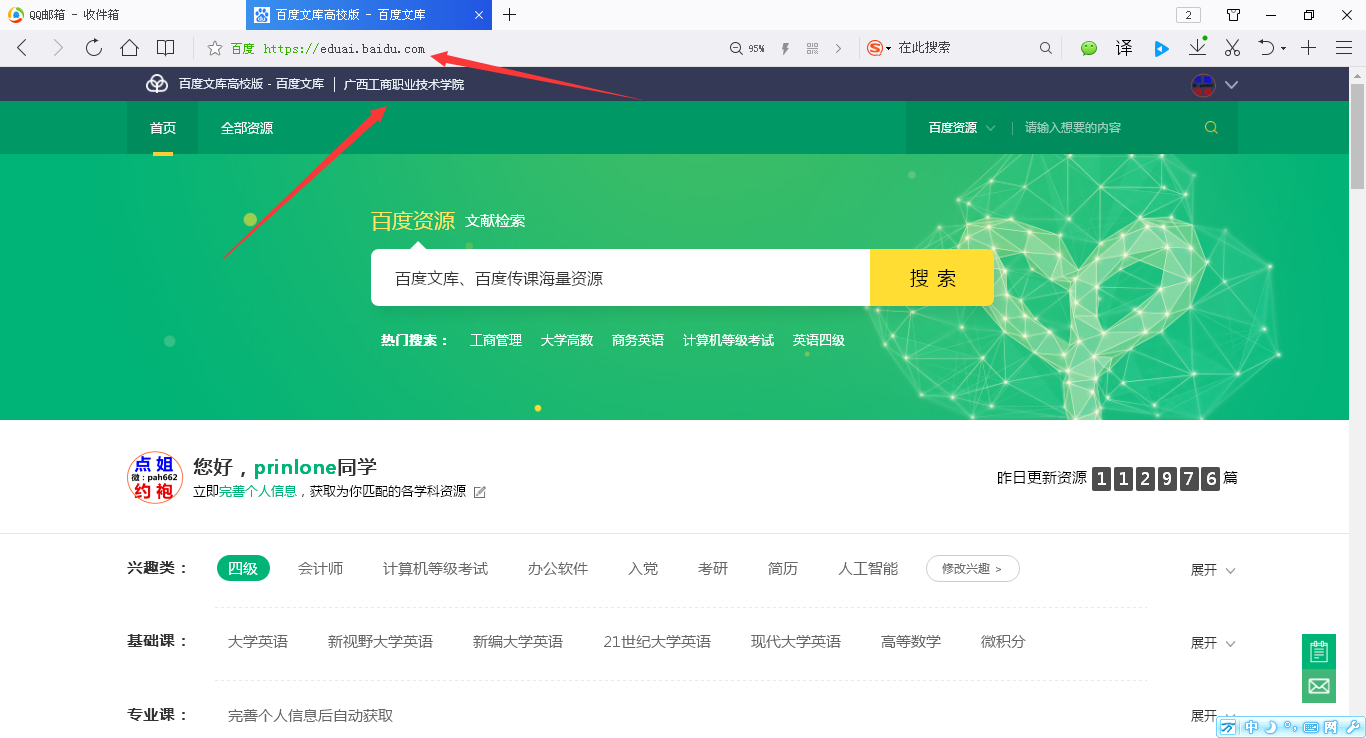 QQ邮箱 - 收件箱
百度文库高校版 - 百度文库
2
百度 https://eduai.baidu.com
95%
在此搜索
译
百度文库高校版 - 百度文库 | 广西工商职业技术学院
首页
全部资源
百度资源
请输入想要的内容
百度资源 文献检索
百度文库、百度传课海量资源
搜 索
热门搜索： 工商管理 大学高数 商务英语 计算机等级考试 英语四级
点 姐
微：pah662
约 袍
您好，prinlone同学
立即完善个人信息，获取为你匹配的各学科资源
昨日更新资源 112976 篇
兴趣类： 四级 会计师 计算机等级考试 办公软件 入党 考研 简历 人工智能 修改兴趣 > 展开
基础课： 大学英语 新视野大学英语 新编大学英语 21世纪大学英语 现代大学英语 高等数学 微积分 展开
专业课： 完善个人信息后自动获取 展开
中